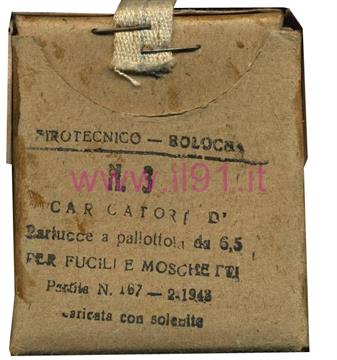 PIROTECNICO — BOLOGNA
N. 3
www.il91.it
CARICATORI D'
Cartucce a pallottola da 6,5
PER FUCILI E MOSCHETTI
Partita N. 167 — 2-1943
Caricata con solenite